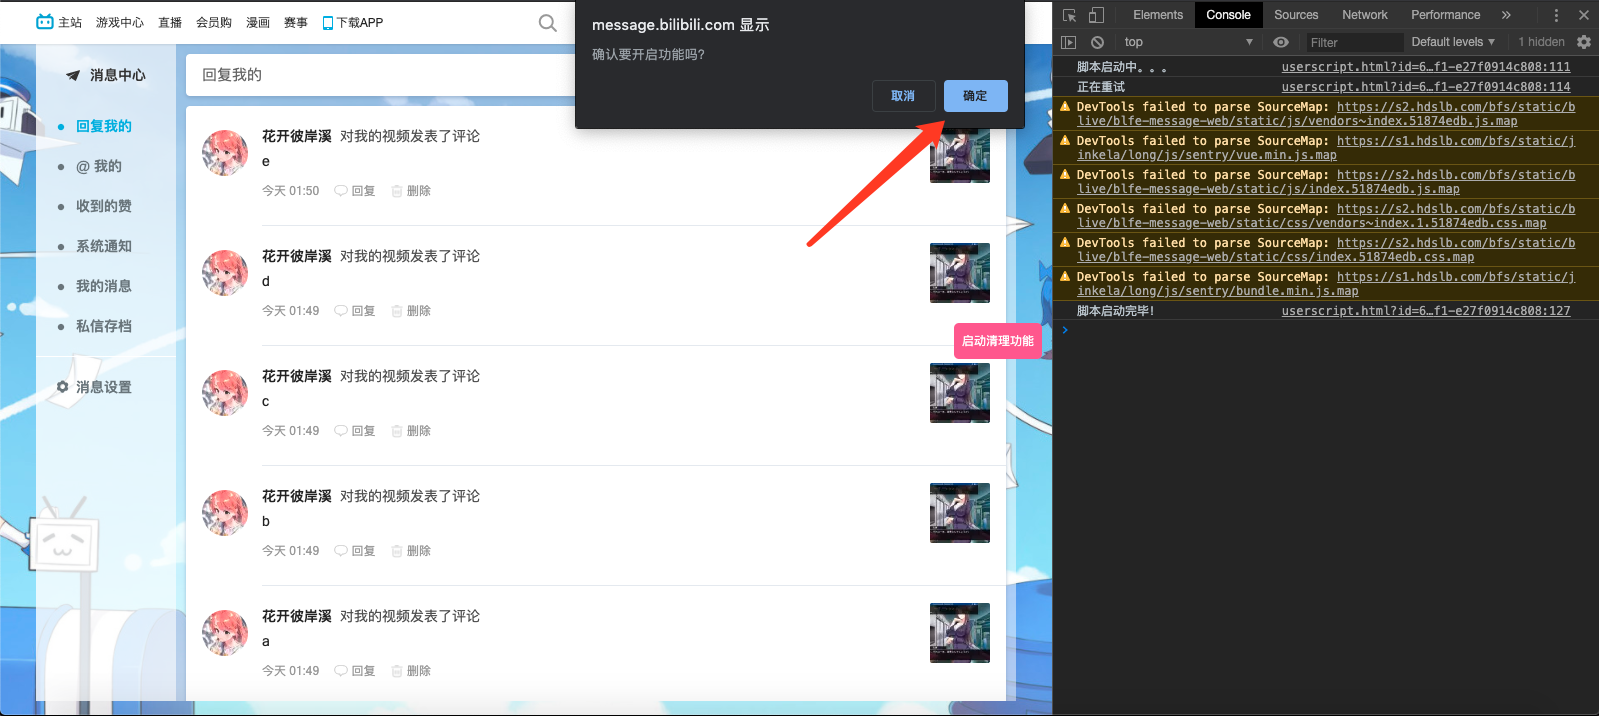 主站 游戏中心 直播 会员购 漫画 赛事 下载APP
message.bilibili.com 显示
确认要开启功能吗?
取消 确定
消息中心
回复我的
@ 我的
收到的赞
系统通知
我的消息
私信存档
消息设置
回复我的
花开彼岸溪 对我的视频发表了评论
e
今天 01:50 回复 删除
花开彼岸溪 对我的视频发表了评论
d
今天 01:49 回复 删除
启动清理功能
花开彼岸溪 对我的视频发表了评论
c
今天 01:49 回复 删除
花开彼岸溪 对我的视频发表了评论
b
今天 01:49 回复 删除
花开彼岸溪 对我的视频发表了评论
a
今天 01:49 回复 删除
Elements Console Sources Network Performance »
top Filter Default levels 1 hidden
脚本启动中。。。 userscript.html?id=6…f1-e27f0914c808:111
正在重试 userscript.html?id=6…f1-e27f0914c808:114
DevTools failed to parse SourceMap: https://s2.hdslb.com/bfs/static/b
live/blfe-message-web/static/js/vendors~index.51874edb.js.map
DevTools failed to parse SourceMap: https://s1.hdslb.com/bfs/static/j
inkela/long/js/sentry/vue.min.js.map
DevTools failed to parse SourceMap: https://s2.hdslb.com/bfs/static/b
live/blfe-message-web/static/js/index.51874edb.js.map
DevTools failed to parse SourceMap: https://s2.hdslb.com/bfs/static/b
live/blfe-message-web/static/css/vendors~index.1.51874edb.css.map
DevTools failed to parse SourceMap: https://s2.hdslb.com/bfs/static/b
live/blfe-message-web/static/css/index.51874edb.css.map
DevTools failed to parse SourceMap: https://s1.hdslb.com/bfs/static/j
inkela/long/js/sentry/bundle.min.js.map
脚本启动完毕! userscript.html?id=6…f1-e27f0914c808:127